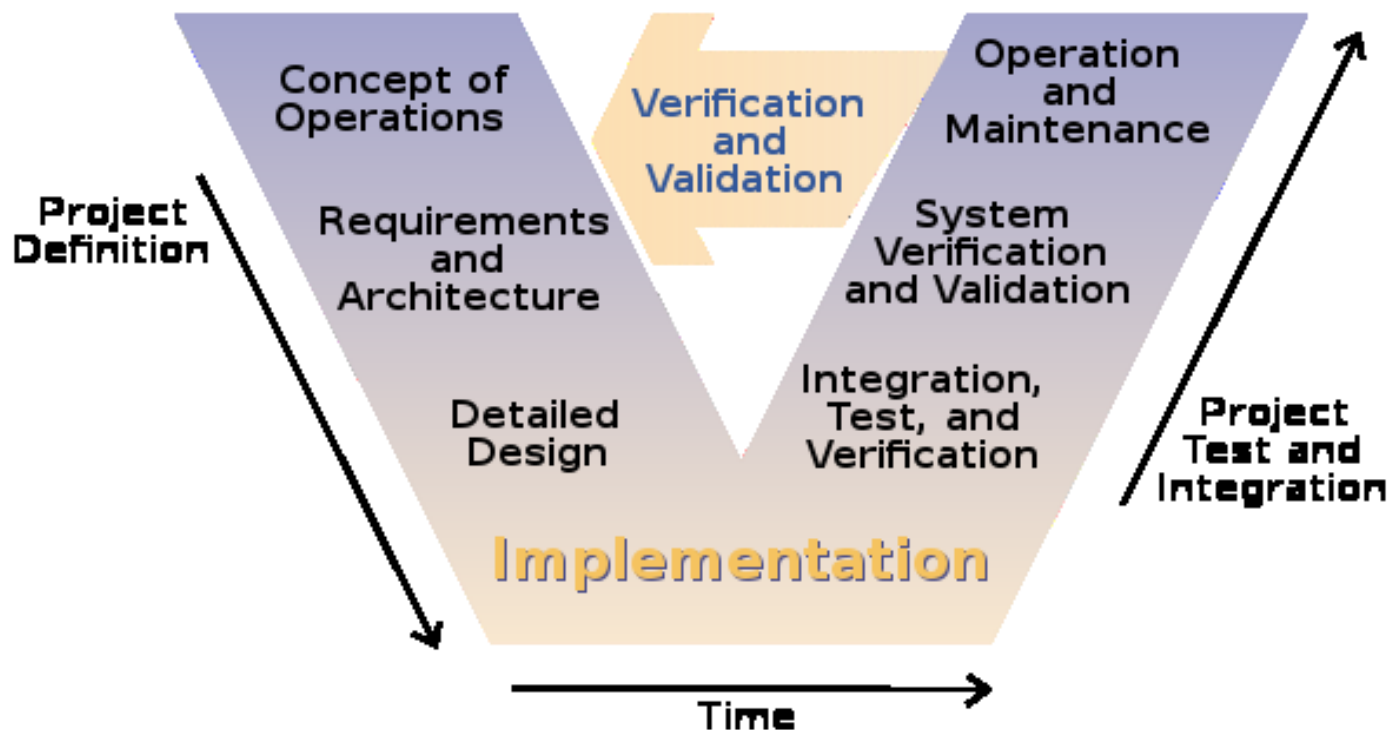 Concept of
Operations
Verification
and
Validation
Operation
and
Maintenance
Project
Definition
Requirements
and
Architecture
System
Verification
and Validation
Detailed
Design
Integration,
Test, and
Verification
Project
Test and
Integration
Implementation
Time